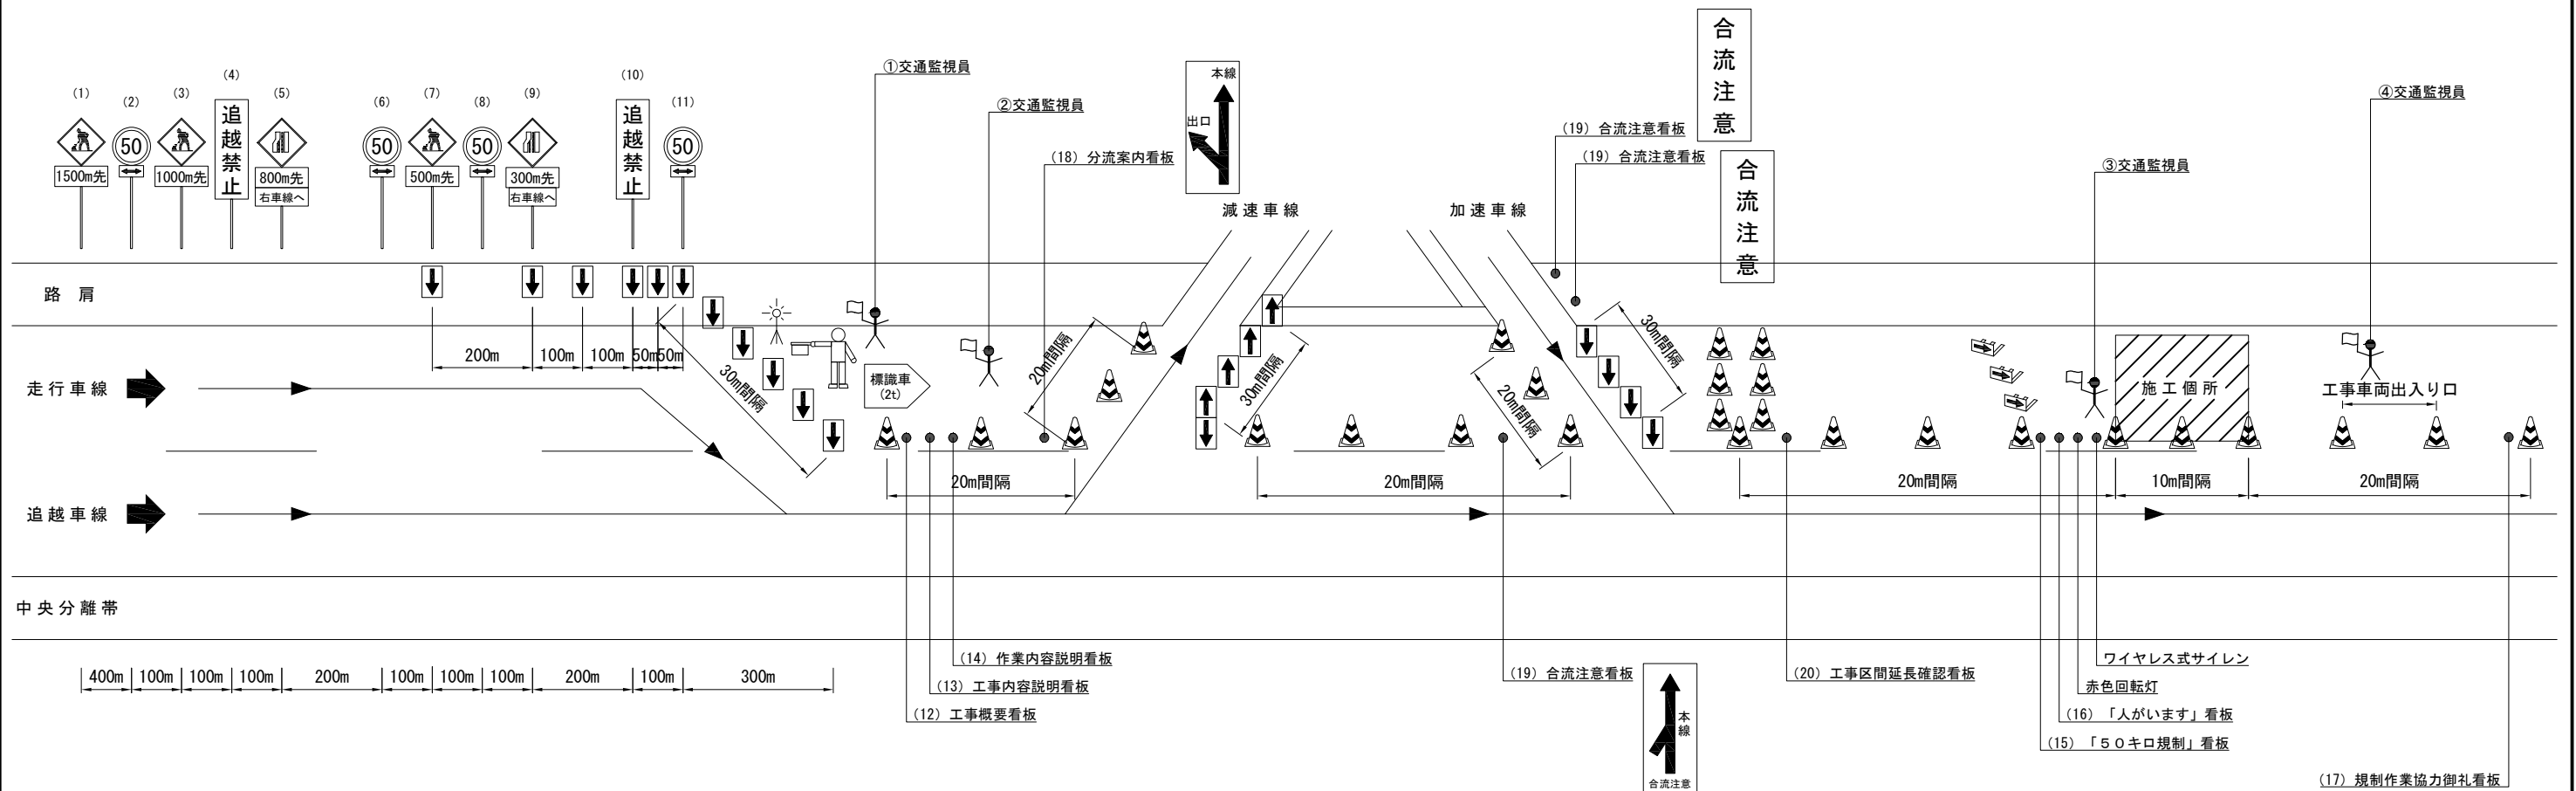 (1)
(2)
(3)
(4)
(5)
(6)
(7)
(8)
(9)
(10)
(11)
1500m先
50
1000m先
追越禁止
800m先
右車線へ
50
500m先
50
300m先
右車線へ
追越禁止
50
①交通監視員
②交通監視員
(18) 分流案内看板
本線
出口
減速車線
加速車線
(19) 合流注意看板
(19) 合流注意看板
合流注意
合流注意
③交通監視員
④交通監視員
路肩
200m
100m
100m
50m
50m
30m間隔
標識車
(2t)
20m間隔
30m間隔
20m間隔
30m間隔
施工個所
工事車両出入り口
走行車線
追越車線
20m間隔
20m間隔
20m間隔
10m間隔
20m間隔
中央分離帯
400m
100m
100m
100m
200m
100m
100m
100m
200m
100m
300m
(14) 作業内容説明看板
(13) 工事内容説明看板
(12) 工事概要看板
(19) 合流注意看板
本線
合流注意
(20) 工事区間延長確認看板
ワイヤレス式サイレン
赤色回転灯
(16) 「人がいます」看板
(15) 「５０キロ規制」看板
(17) 規制作業協力御礼看板